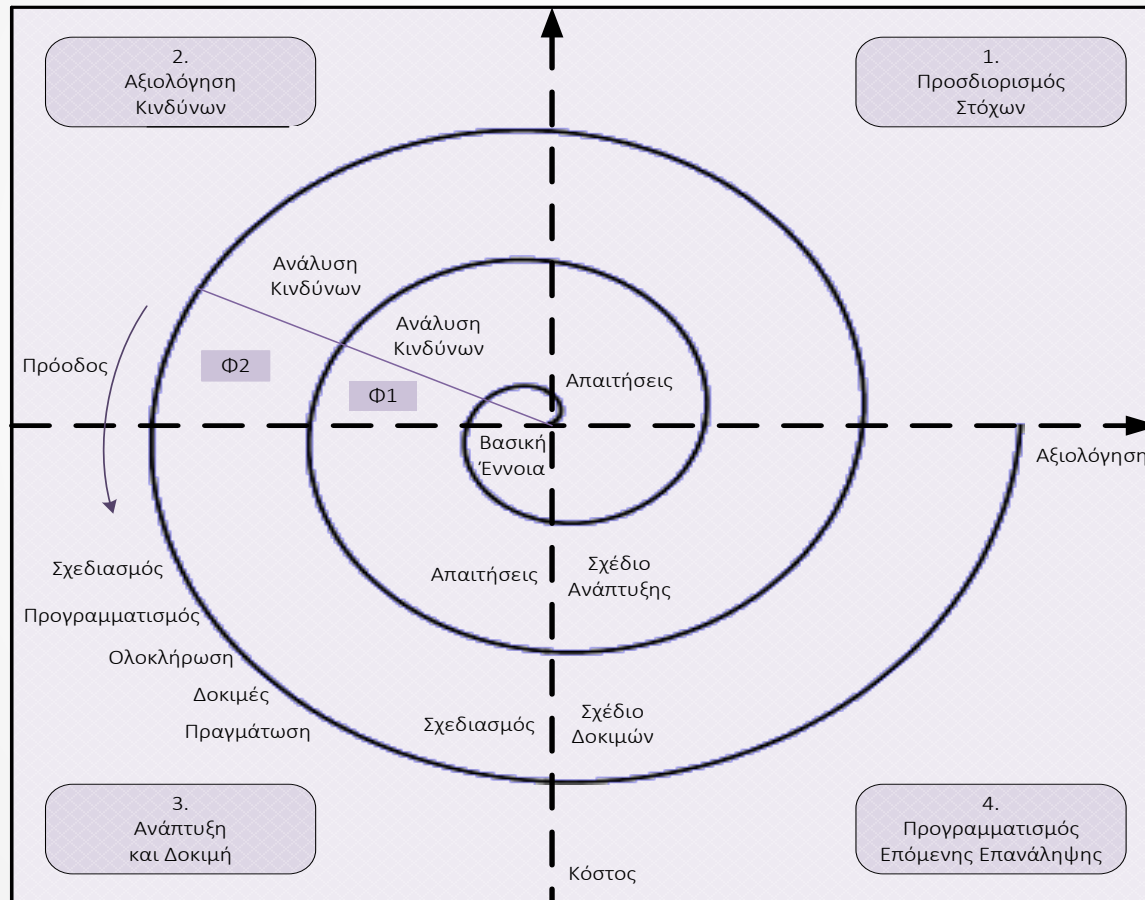 2.
Αξιολόγηση
Κινδύνων
1.
Προσδιορισμός
Στόχων
Ανάλυση
Κινδύνων
Ανάλυση
Κινδύνων
Πρόοδος
Φ2
Φ1
Απαιτήσεις
Βασική
Έννοια
Αξιολόγηση
Σχεδιασμός
Προγραμματισμός
Ολοκλήρωση
Δοκιμές
Πραγμάτωση
Απαιτήσεις
Σχέδιο
Ανάπτυξης
Σχεδιασμός
Σχέδιο
Δοκιμών
3.
Ανάπτυξη
και Δοκιμή
4.
Προγραμματισμός
Επόμενης Επανάληψης
Κόστος